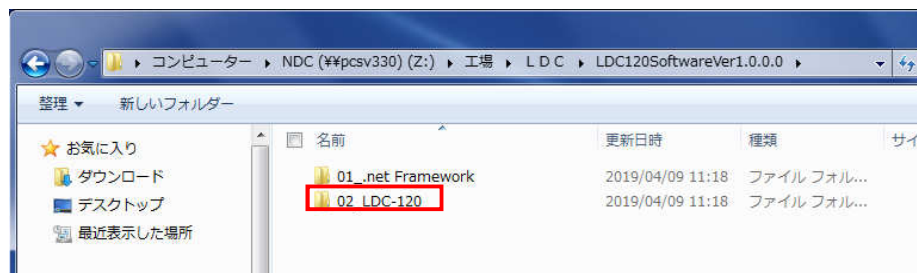 コンピューター ▸ NDC (¥¥pcsv330) (Z:) ▸ 工場 ▸ ＬＤＣ ▸ LDC120SoftwareVer1.0.0.0 ▸
整理 ▼ 新しいフォルダー
お気に入り
ダウンロード
デスクトップ
最近表示した場所
名前 更新日時 種類 サイ
01_.net Framework 2019/04/09 11:18 ファイル フォル...
02_LDC-120 2019/04/09 11:18 ファイル フォル...